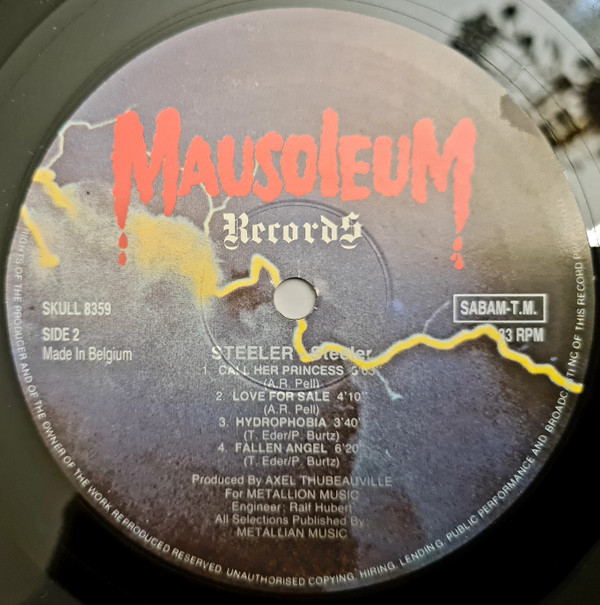 MAUSOLEUM
RecordS
SKULL 8359
SABAM-T.M.
SIDE 2
33 RPM
Made In Belgium
STEELER Steeler
1. CALL HER PRINCESS
(A.R. Pell)
2. LOVE FOR SALE 4'10"
(A.R. Pell)
3. HYDROPHOBIA 3'40'
(T. Eder/P. Burtz)
4. FALLEN ANGEL 6'20"
(T. Eder/P. Burtz)
Produced By AXEL THUBEAUVILLE
For METALLION MUSIC
Engineer: Ralf Hubert
All Selections Published By:
METALLIAN MUSIC
RIGHTS OF THE PRODUCER AND OF THE OWNER OF THE WORK REPRODUCED RESERVED. UNAUTHORISED COPYING, HIRING, LENDING, PUBLIC PERFORMANCE AND BROADCASTING OF THIS RECORD